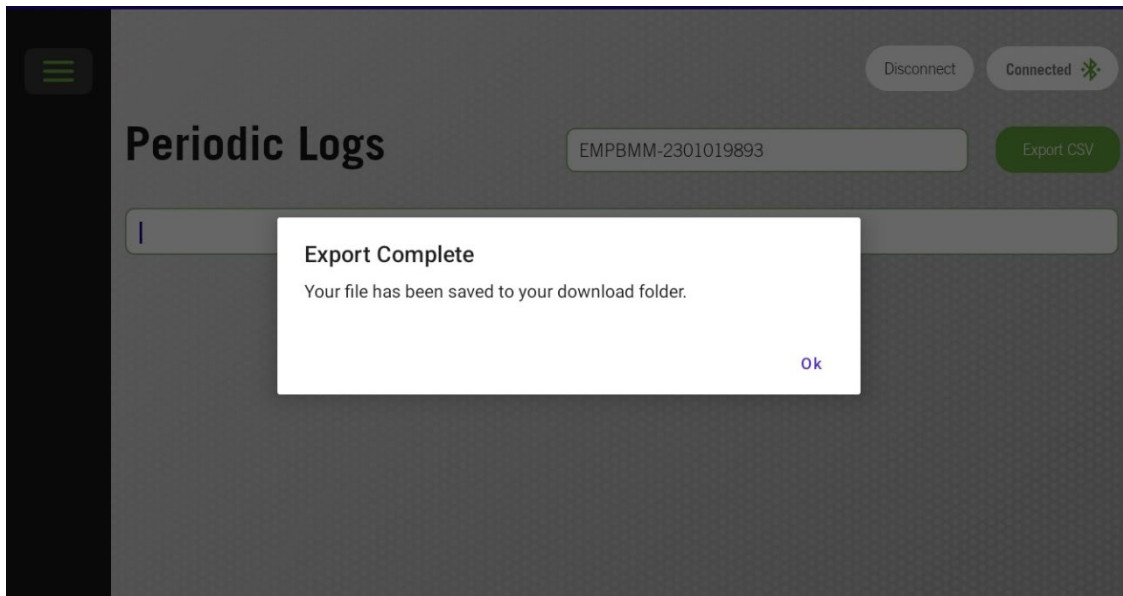 Disconnect
Connected
Periodic Logs
EMPBMM-2301019893
Export CSV
Export Complete
Your file has been saved to your download folder.
Ok